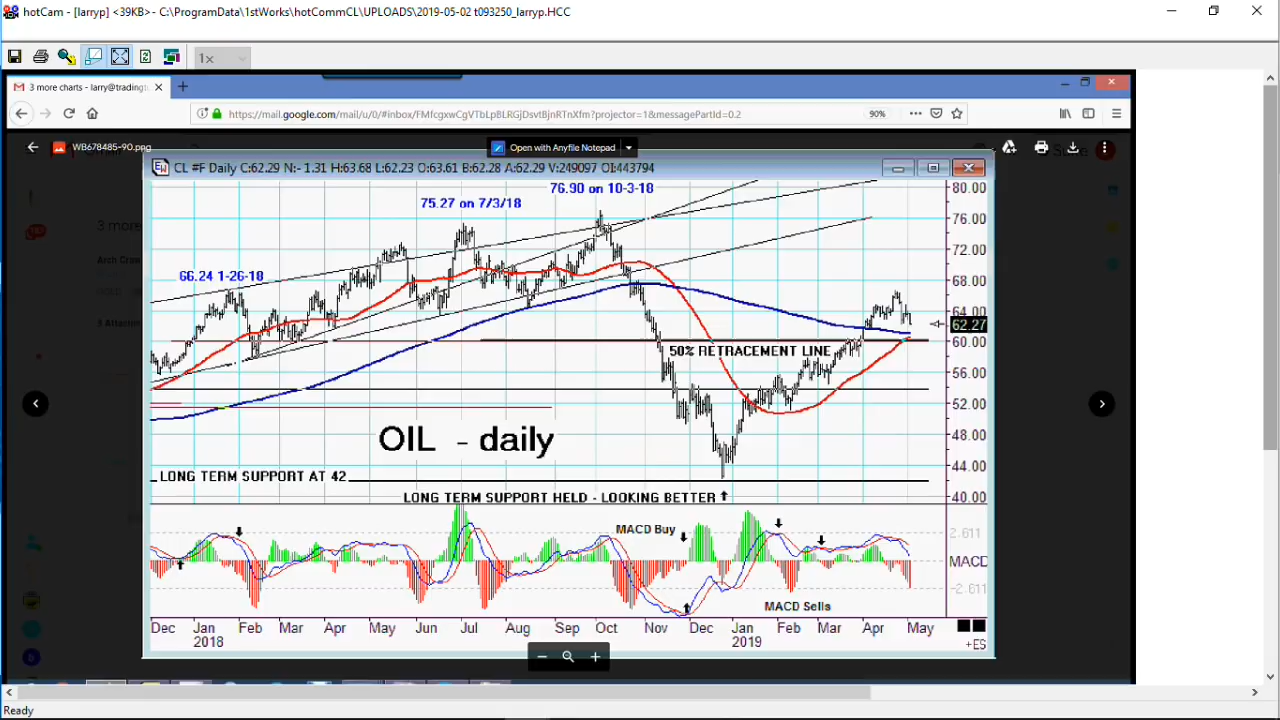 hotCam - [larryp] <39KB>- C:\ProgramData\1stWorks\hotCommCL\UPLOADS\2019-05-02 t093250_larryp.HCC
1x
3 more charts - larry@trading
https://mail.google.com/mail/u/0/#inbox/FMfcgxwCgVTbLpBLRGjDsvtBjnRTnXfm?projector=1&messagePartId=0.2
90%
WB678485-90.png
Open with Anyfile Notepad
3 more
CL #F Daily C:62.29 N:- 1.31 H:63.68 L:62.23 O:63.61 B:62.28 A:62.29 V:249097 OI:443794
76.90 on 10-3-18
75.27 on 7/3/18
66.24 1-26-18
80.00
76.00
72.00
68.00
64.00
62.27
60.00
56.00
52.00
48.00
44.00
40.00
50% RETRACEMENT LINE
OIL - daily
LONG TERM SUPPORT AT 42
LONG TERM SUPPORT HELD - LOOKING BETTER
MACD Buy
2.611
MACD
-2.611
MACD Sells
Dec Jan Feb Mar Apr May Jun Jul Aug Sep Oct Nov Dec Jan Feb Mar Apr May
2018 2019
+ES
Ready